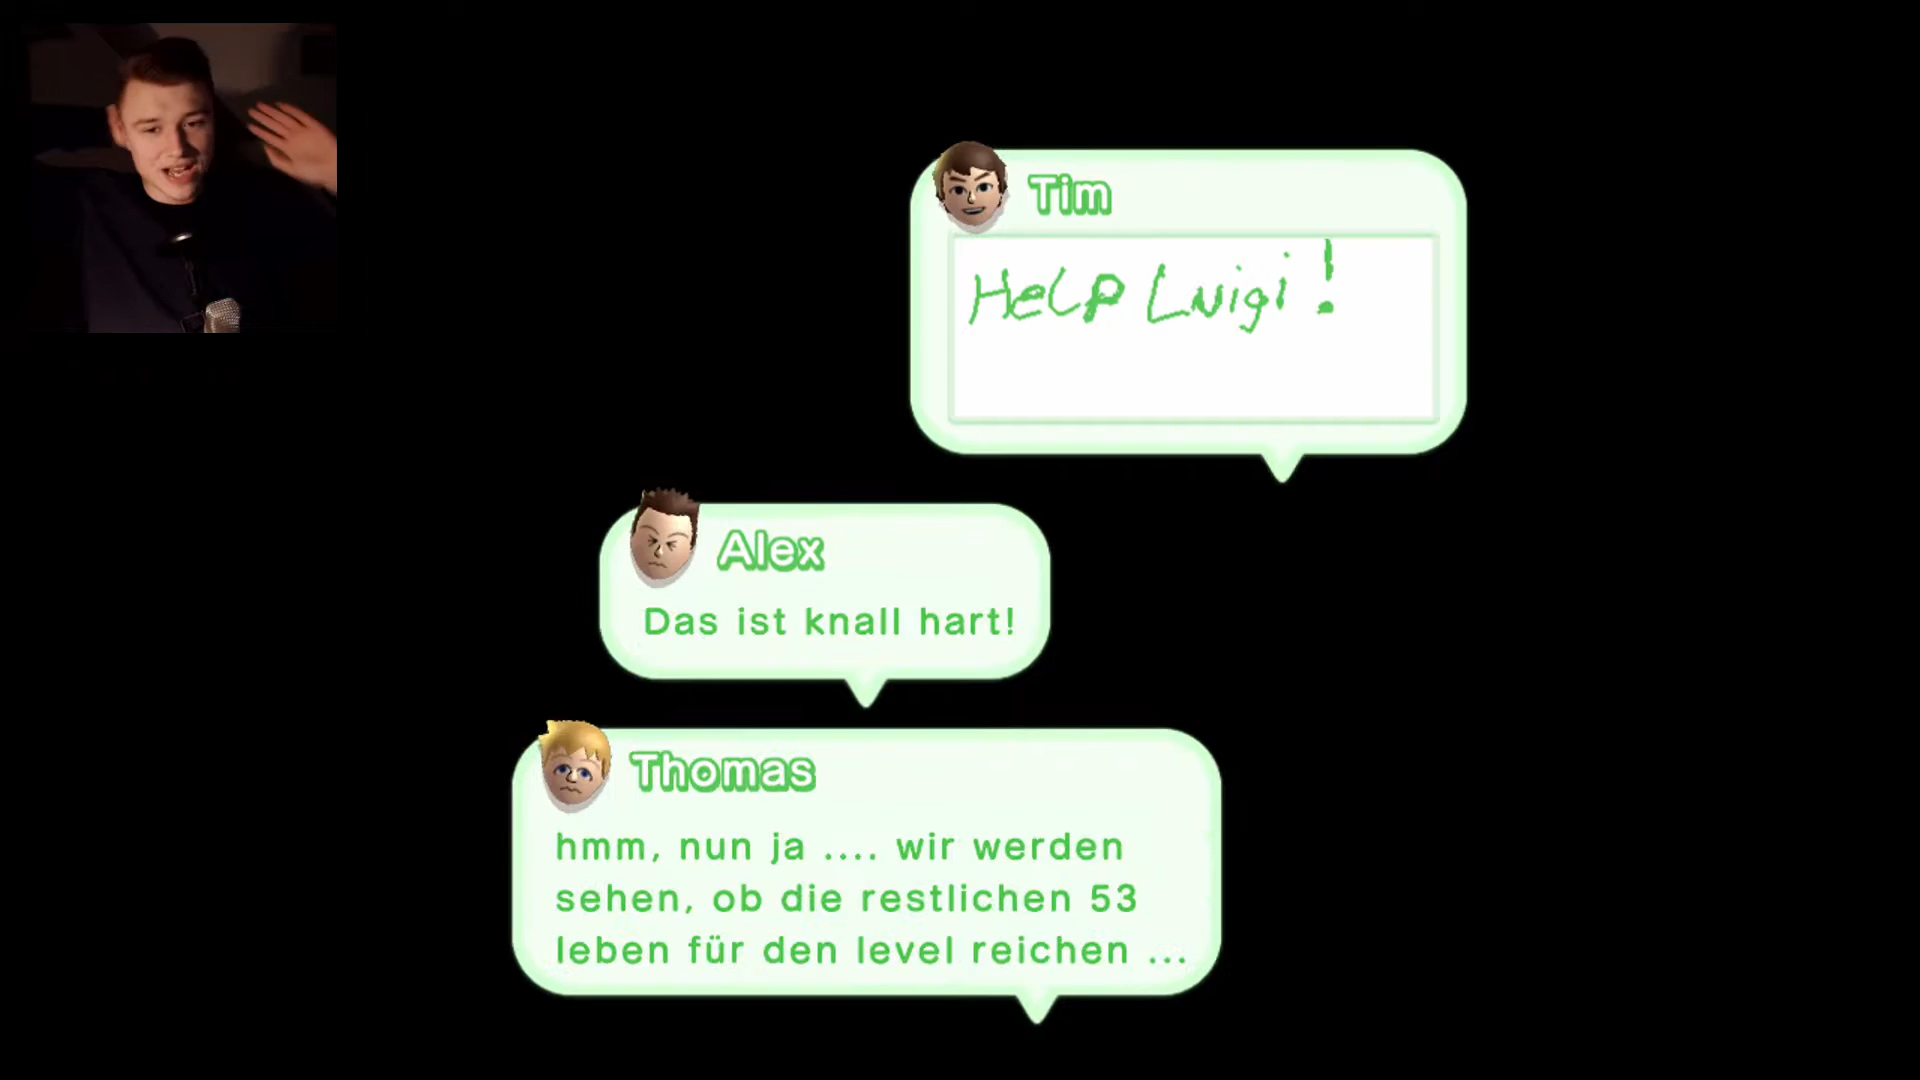 Tim
HeLP Luigi!
Alex
Das ist knall hart!
Thomas
hmm, nun ja .... wir werden
sehen, ob die restlichen 53
leben für den level reichen ...